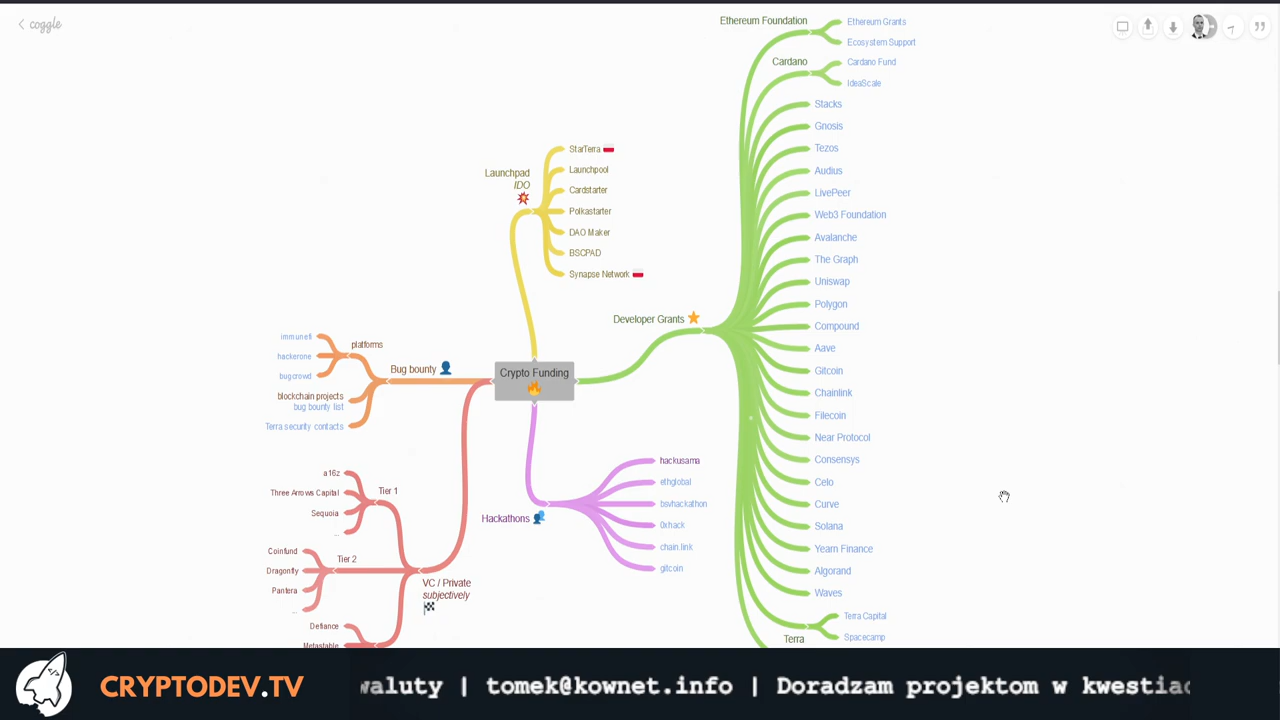 coggle
Ethereum Foundation
Ethereum Grants
Ecosystem Support
Cardano
Cardano Fund
IdeaScale
Stacks
Gnosis
Tezos
Audius
LivePeer
Web3 Foundation
Avalanche
The Graph
Uniswap
Polygon
Compound
Aave
Gitcoin
Chainlink
Filecoin
Near Protocol
Consensys
Celo
Curve
Solana
Yearn Finance
Algorand
Waves
Terra
Terra Capital
Spacecamp
Developer Grants
Launchpad
IDO
StarTerra
Launchpool
Cardstarter
Polkastarter
DAO Maker
BSCPAD
Synapse Network
Crypto Funding
Bug bounty
platforms
immunefi
hackerone
bugcrowd
blockchain projects
bug bounty list
Terra security contacts
Hackathons
hackusama
ethglobal
bsvhackathon
0xhack
chain.link
gitcoin
VC / Private
subjectively
Tier 1
a16z
Three Arrows Capital
Sequoia
...
Tier 2
Coinfund
Dragonfly
Pantera
...
Defiance
Metastable
CRYPTODEV.TV
waluty | tomek@kownet.info | Doradzam projektom w kwestiac